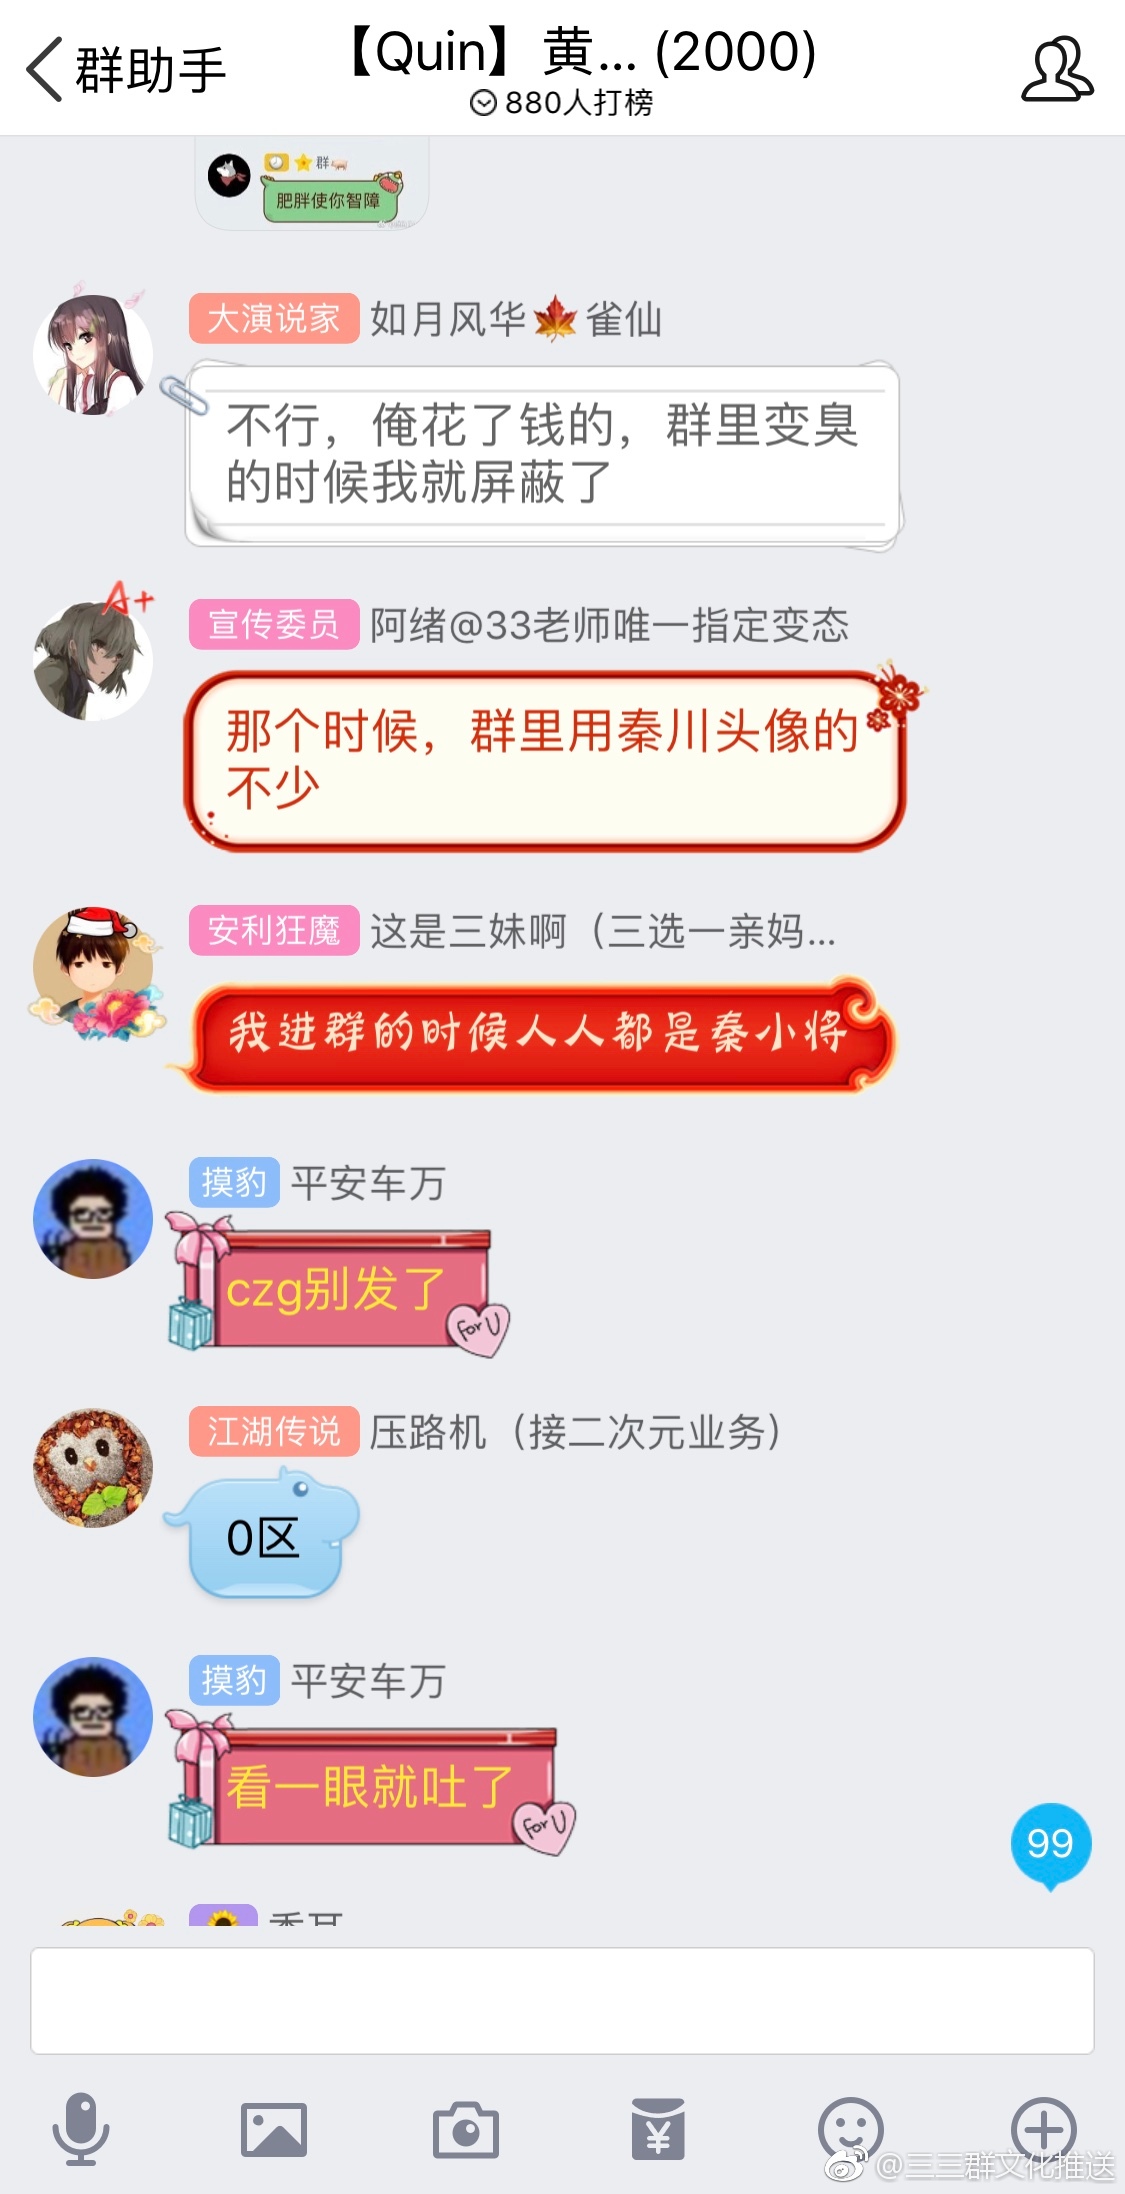 群助手
【Quin】黄... (2000)
880人打榜
群
肥胖使你智障
大演说家 如月风华🍁雀仙
不行，俺花了钱的，群里变臭
的时候我就屏蔽了
A+
宣传委员 阿绪@33老师唯一指定变态
那个时候，群里用秦川头像的
不少
安利狂魔 这是三妹啊（三选一亲妈...
我进群的时候人人都是秦小将
摸豹 平安车万
czg别发了
for U
江湖传说 压路机（接二次元业务）
0区
摸豹 平安车万
看一眼就吐了
for U
99
@三三群文化推送